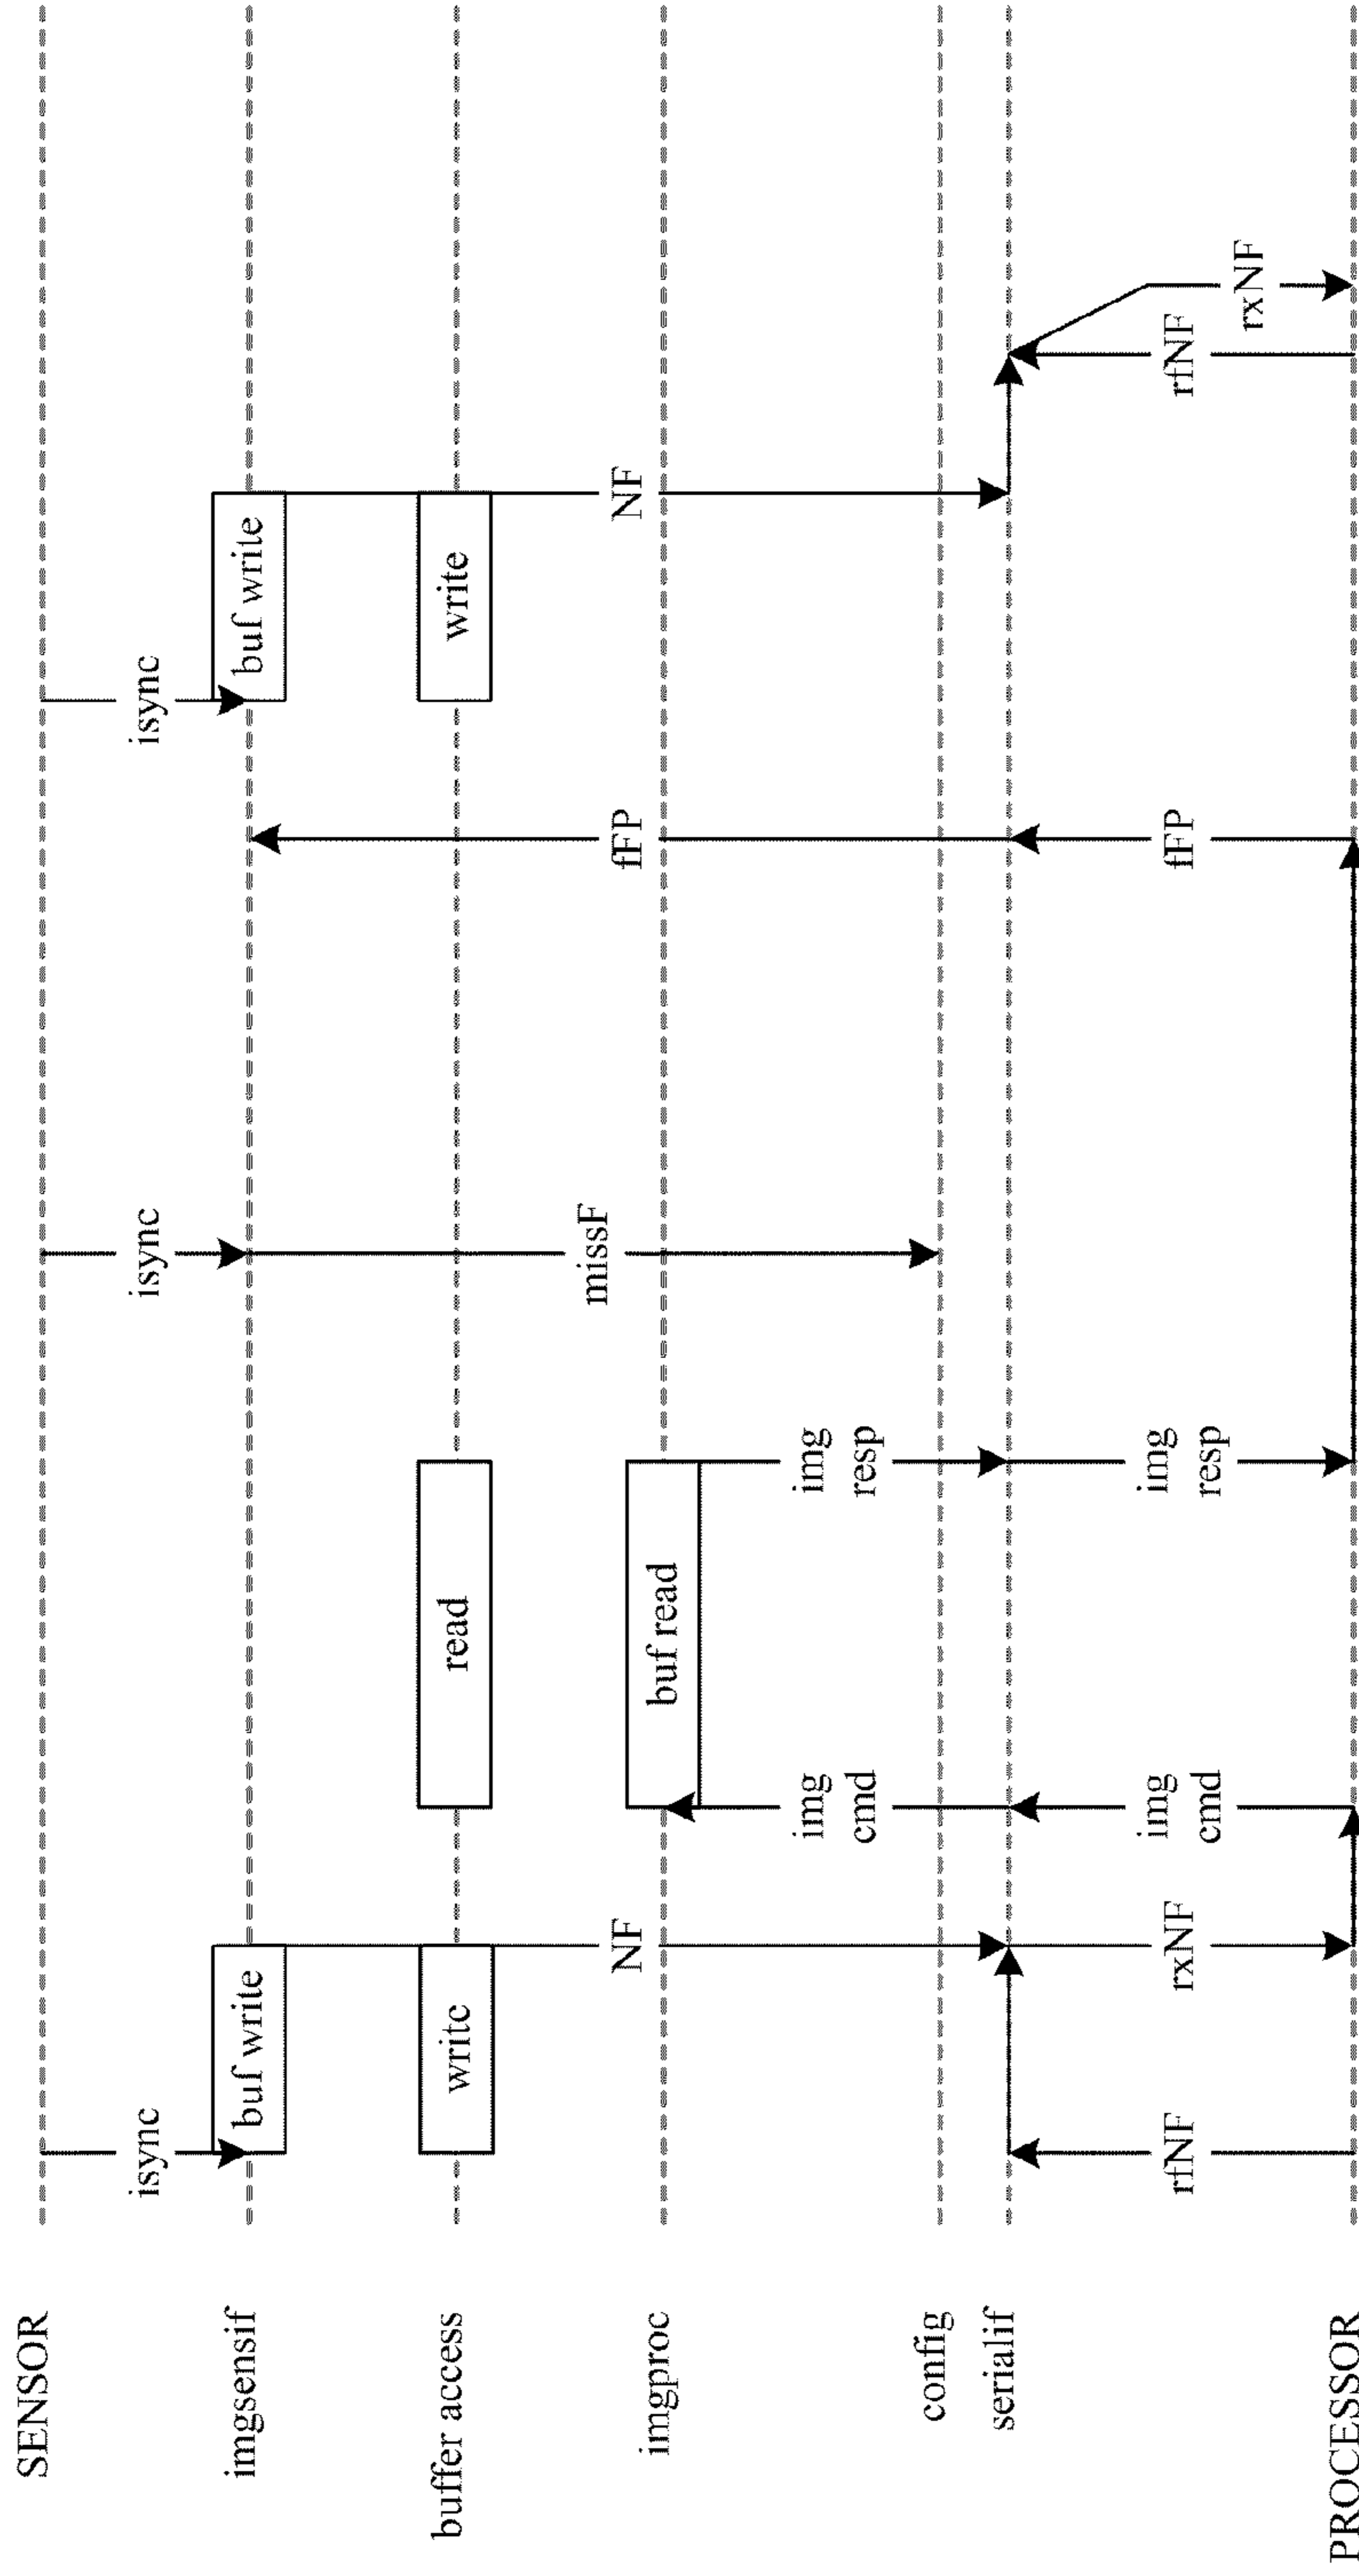 SENSOR
isync
isync
isync
imgsensif
buf write
buf write
buffer access
write
read
write
NF
missF
fFP
NF
imgproc
buf read
img
cmd
img
resp
config
serialif
rfNF
rxNF
img
cmd
img
resp
fFP
rfNF
rxNF
PROCESSOR